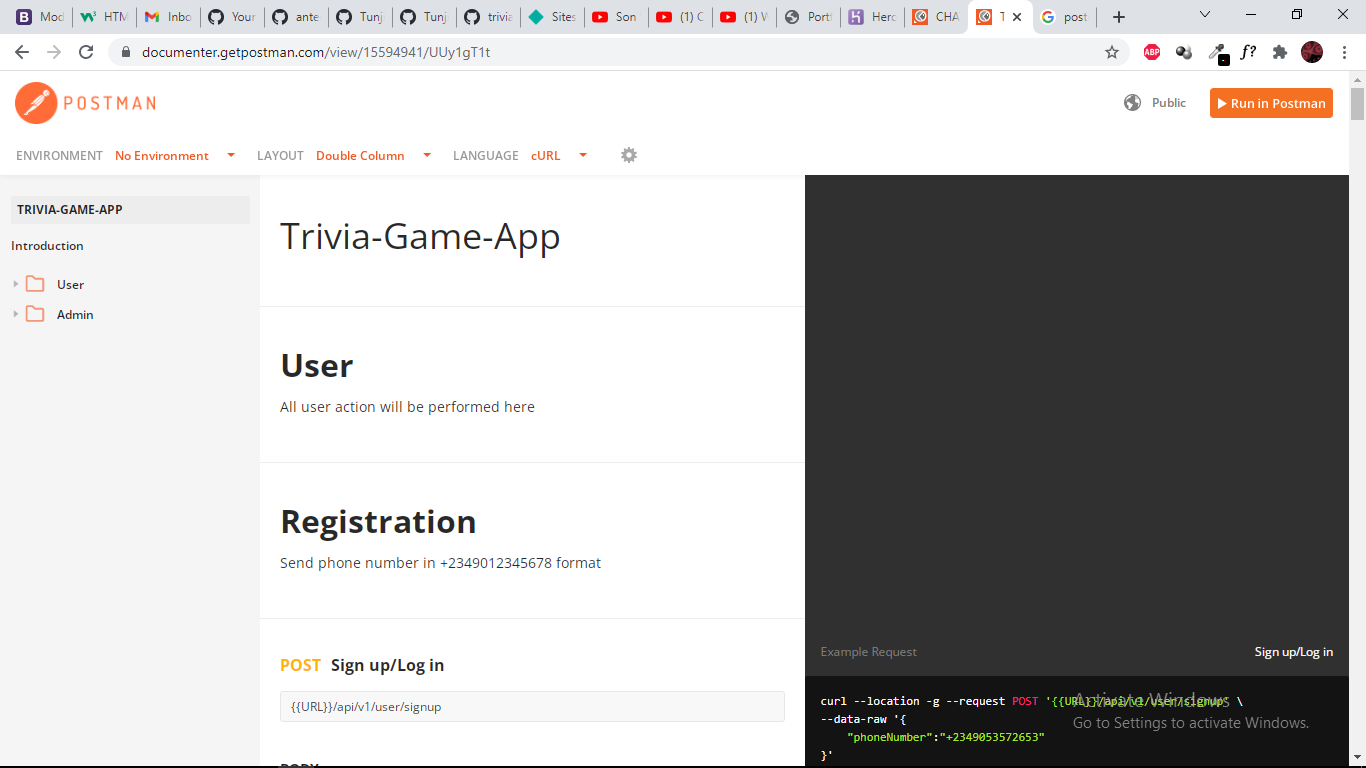 Mod
HTM
Inbo
Your
ante
Tunj
Tunj
trivia
Sites
Son
(1) C
(1) V
Portf
Herc
CHA
T
post
documenter.getpostman.com/view/15594941/UUy1gT1t
ABP
f?
POSTMAN
Public
Run in Postman
ENVIRONMENT No Environment LAYOUT Double Column LANGUAGE cURL
TRIVIA-GAME-APP
Introduction
User
Admin
Trivia-Game-App
User
All user action will be performed here
Registration
Send phone number in +2349012345678 format
POST Sign up/Log in
{{URL}}/api/v1/user/signup
BODY
Example Request Sign up/Log in
curl --location -g --request POST '{{URL}}/api/v1/user/signup' \
--data-raw '{
"phoneNumber":"+2349053572653"
}'
Activate Windows
Go to Settings to activate Windows.